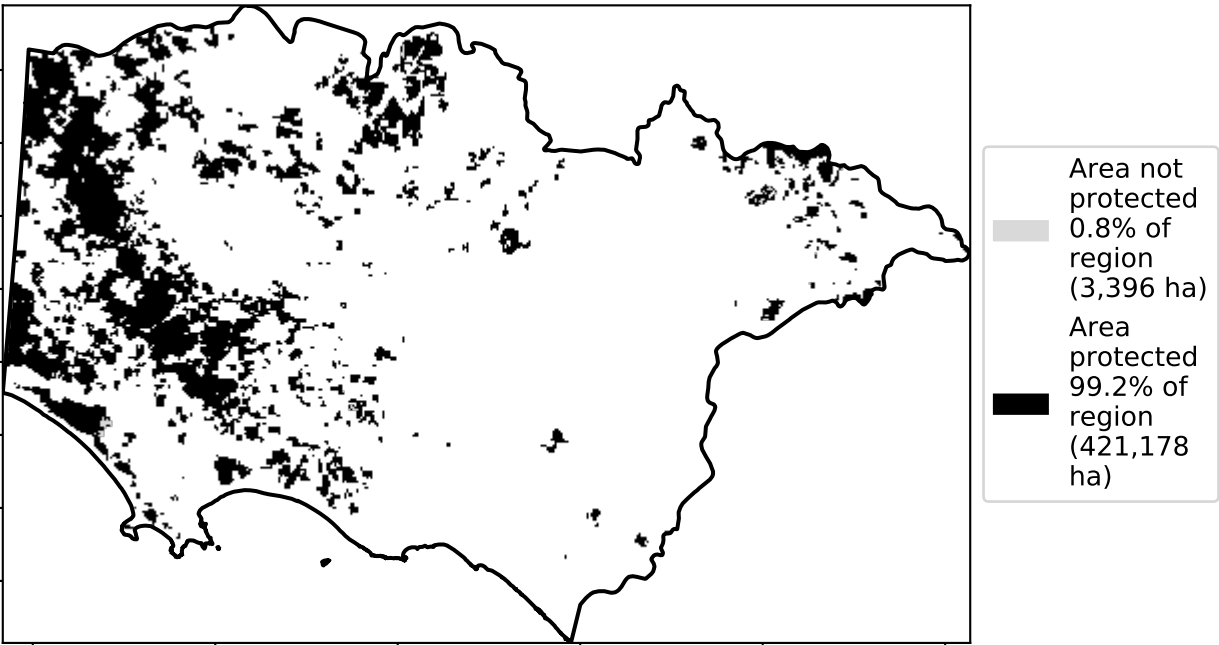 Area not
protected
0.8% of
region
(3,396 ha)
Area
protected
99.2% of
region
(421,178
ha)